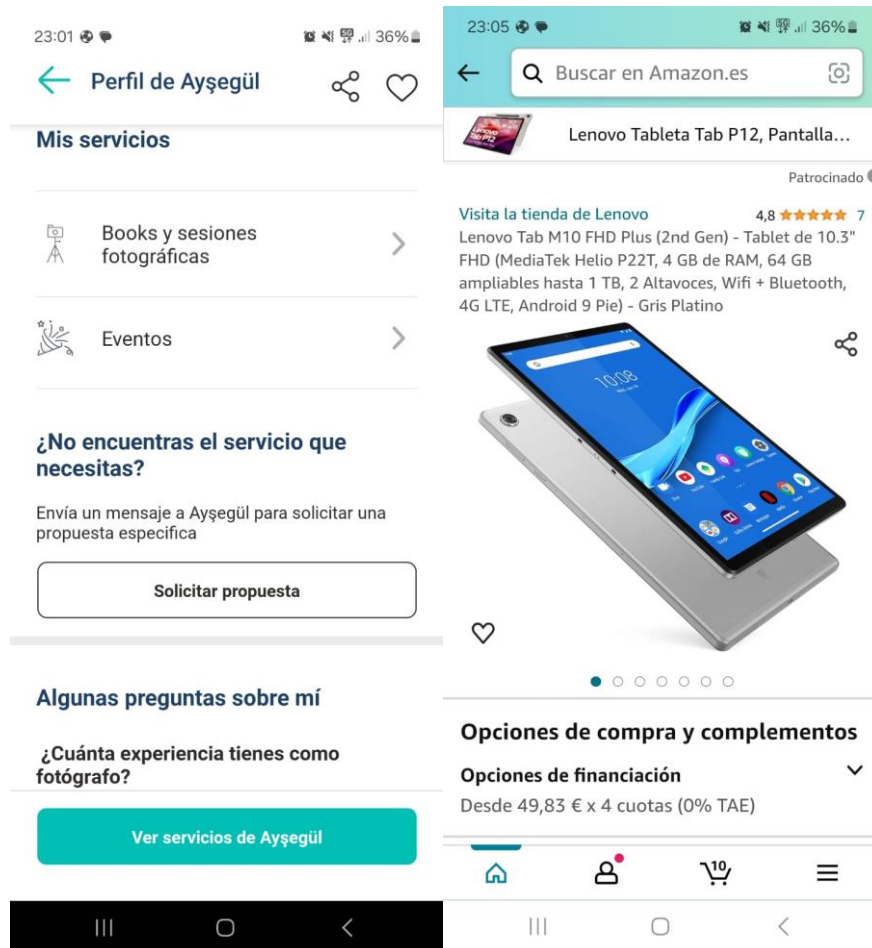 23:01
36%
Perfil de Ayşegül
Mis servicios
Books y sesiones
fotográficas
Eventos
¿No encuentras el servicio que
necesitas?
Envía un mensaje a Ayşegül para solicitar una
propuesta especifica
Solicitar propuesta
Algunas preguntas sobre mí
¿Cuánta experiencia tienes como
fotógrafo?
Ver servicios de Ayşegül
23:05
36%
Buscar en Amazon.es
Lenovo Tableta Tab P12, Pantalla...
Patrocinado
Visita la tienda de Lenovo 4,8 7
Lenovo Tab M10 FHD Plus (2nd Gen) - Tablet de 10.3"
FHD (MediaTek Helio P22T, 4 GB de RAM, 64 GB
ampliables hasta 1 TB, 2 Altavoces, Wifi + Bluetooth,
4G LTE, Android 9 Pie) - Gris Platino
10:08
Opciones de compra y complementos
Opciones de financiación
Desde 49,83 € x 4 cuotas (0% TAE)
10